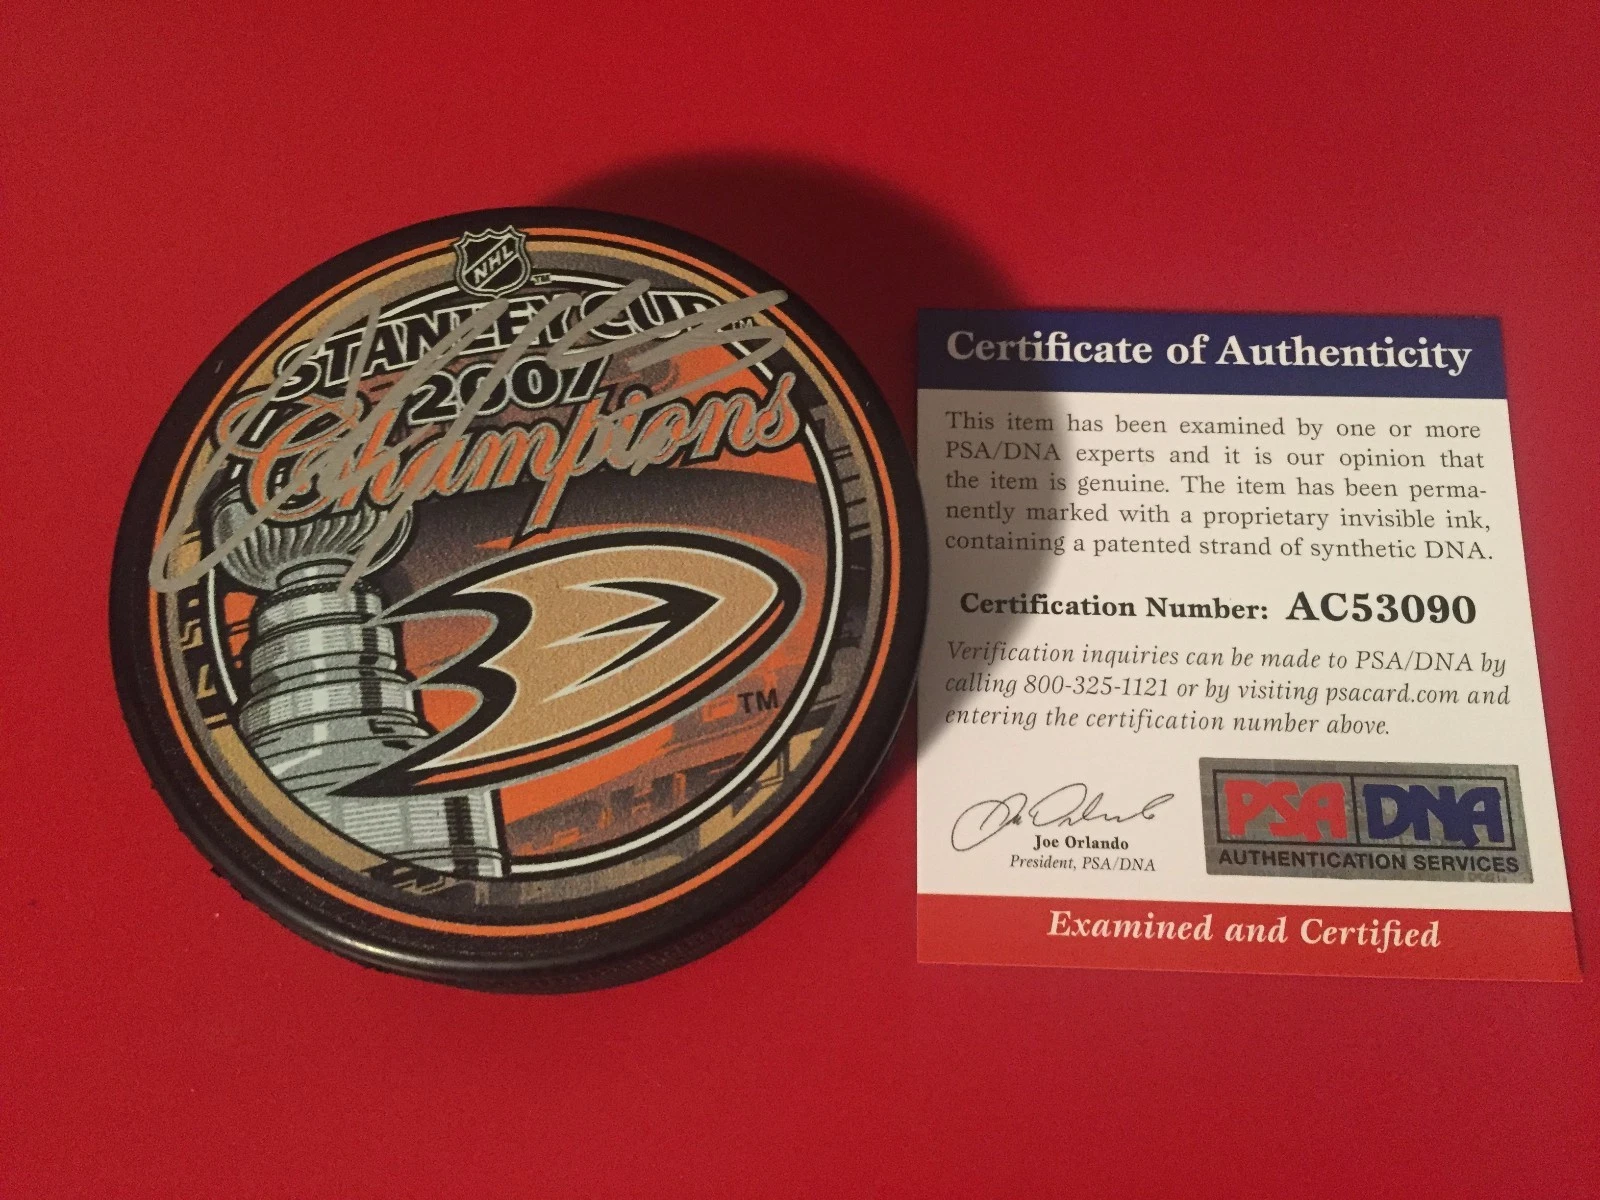 NHL
TM
STANLEY CUP
TM
2007
Champions
TM
Certificate of Authenticity
This item has been examined by one or more
PSA/DNA experts and it is our opinion that
the item is genuine. The item has been perma-
nently marked with a proprietary invisible ink,
containing a patented strand of synthetic DNA.
Certification Number: AC53090
Verification inquiries can be made to PSA/DNA by
calling 800-325-1121 or by visiting psacard.com and
entering the certification number above.
Joe Orlando
President, PSA/DNA
PSA DNA
AUTHENTICATION SERVICES
Examined and Certified